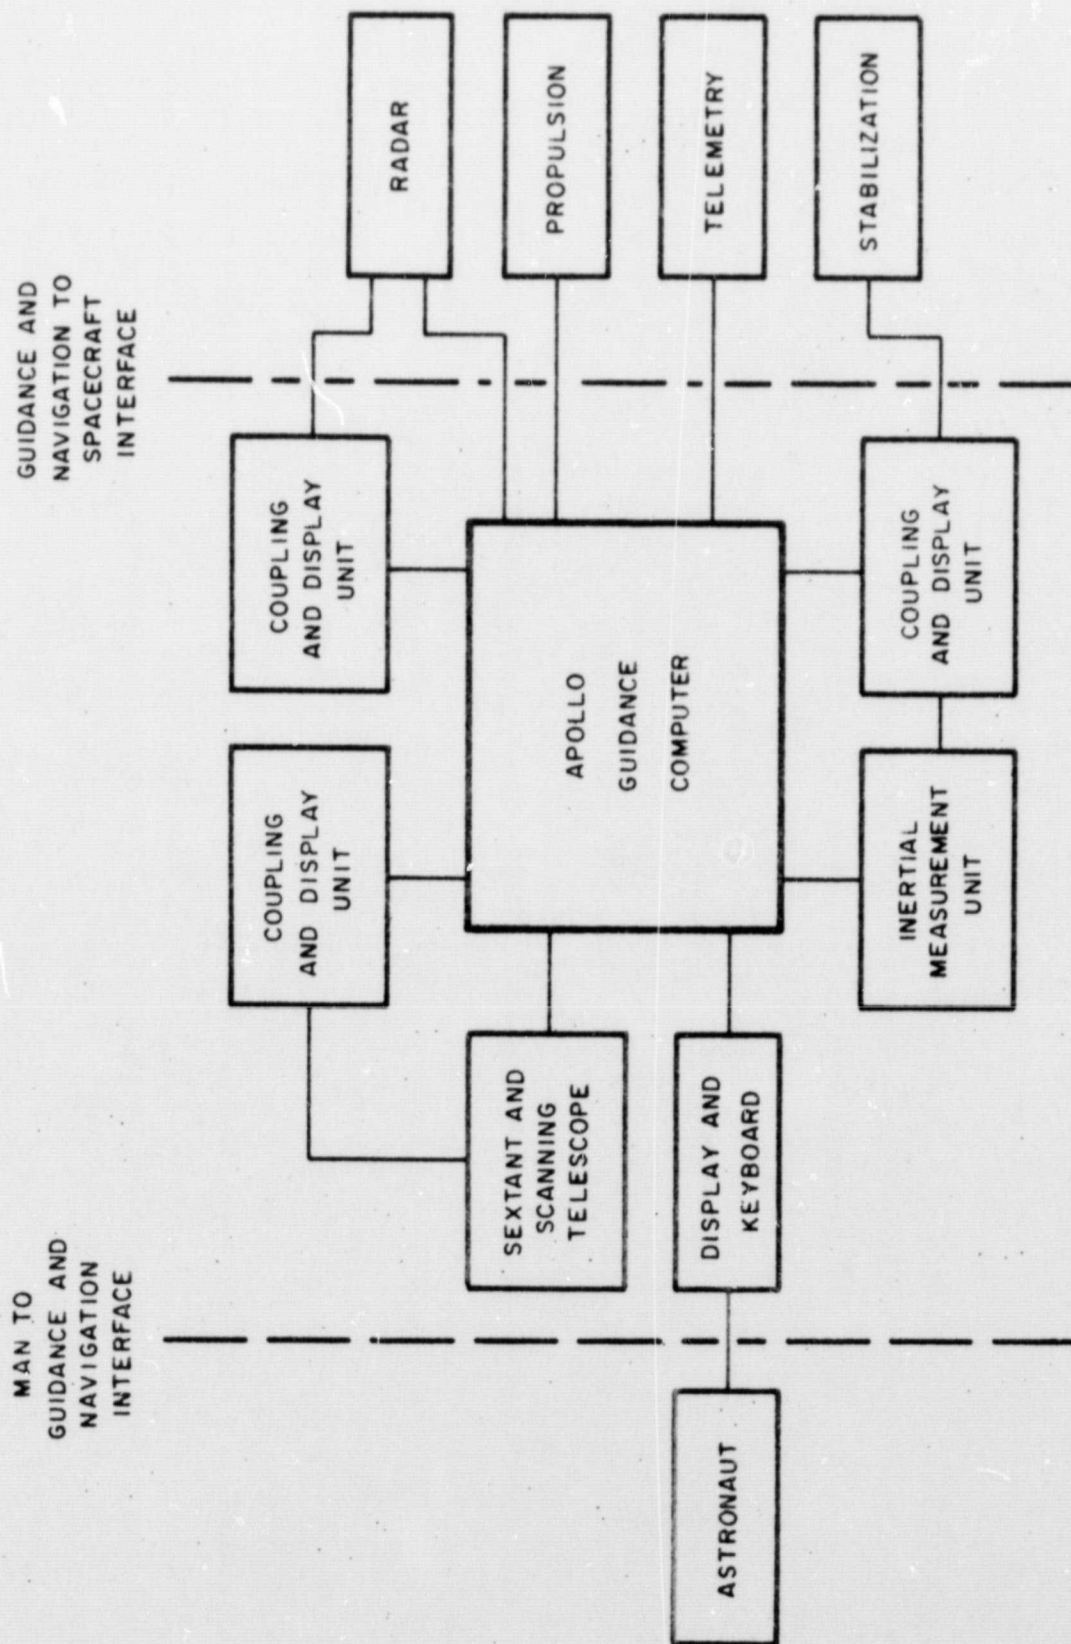 MAN TO
GUIDANCE AND
NAVIGATION
INTERFACE
GUIDANCE AND
NAVIGATION TO
SPACECRAFT
INTERFACE
COUPLING
AND DISPLAY
UNIT
COUPLING
AND DISPLAY
UNIT
RADAR
SEXTANT AND
SCANNING
TELESCOPE
APOLLO
GUIDANCE
COMPUTER
PROPULSION
ASTRONAUT
DISPLAY AND
KEYBOARD
TELEMETRY
INERTIAL
MEASUREMENT
UNIT
COUPLING
AND DISPLAY
UNIT
STABILIZATION